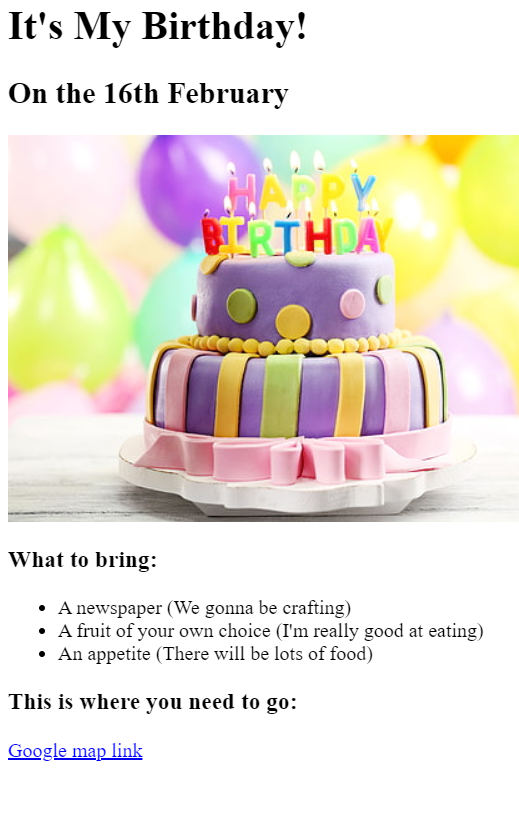 It's My Birthday!
On the 16th February
HAPPY
BIRTHDAY
What to bring:
A newspaper (We gonna be crafting)
A fruit of your own choice (I'm really good at eating)
An appetite (There will be lots of food)
This is where you need to go:
Google map link